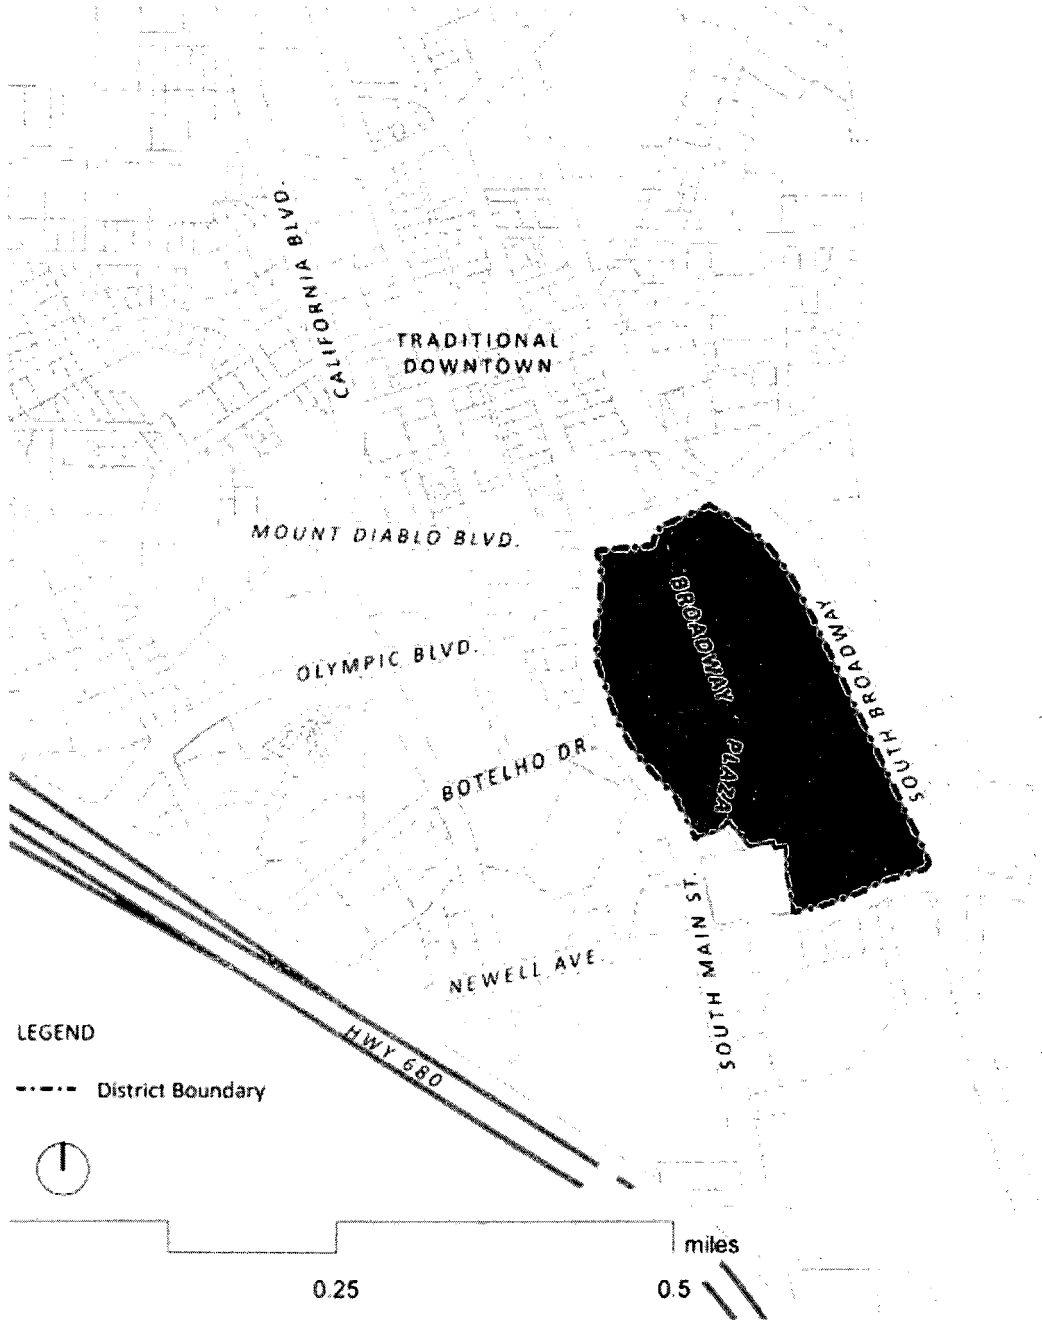 CALIFORNIA BLVD.
TRADITIONAL
DOWNTOWN
MOUNT DIABLO BLVD.
BROADWAY PLAZA
SOUTH BROADWAY
OLYMPIC BLVD.
BOTELHO DR.
SOUTH MAIN ST.
NEWELL AVE.
HWY 680
LEGEND
District Boundary
miles
0.25
0.5